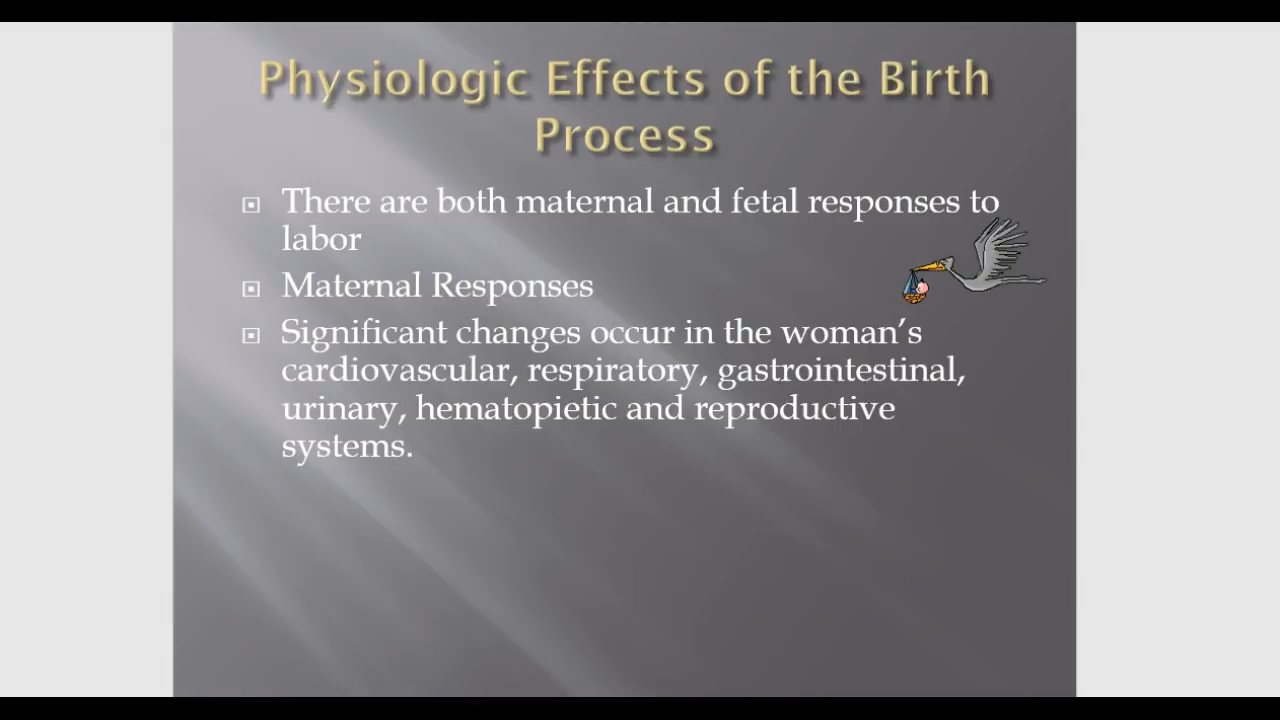 Physiologic Effects of the Birth
Process
There are both maternal and fetal responses to
labor
Maternal Responses
Significant changes occur in the woman’s
cardiovascular, respiratory, gastrointestinal,
urinary, hematopietic and reproductive
systems.